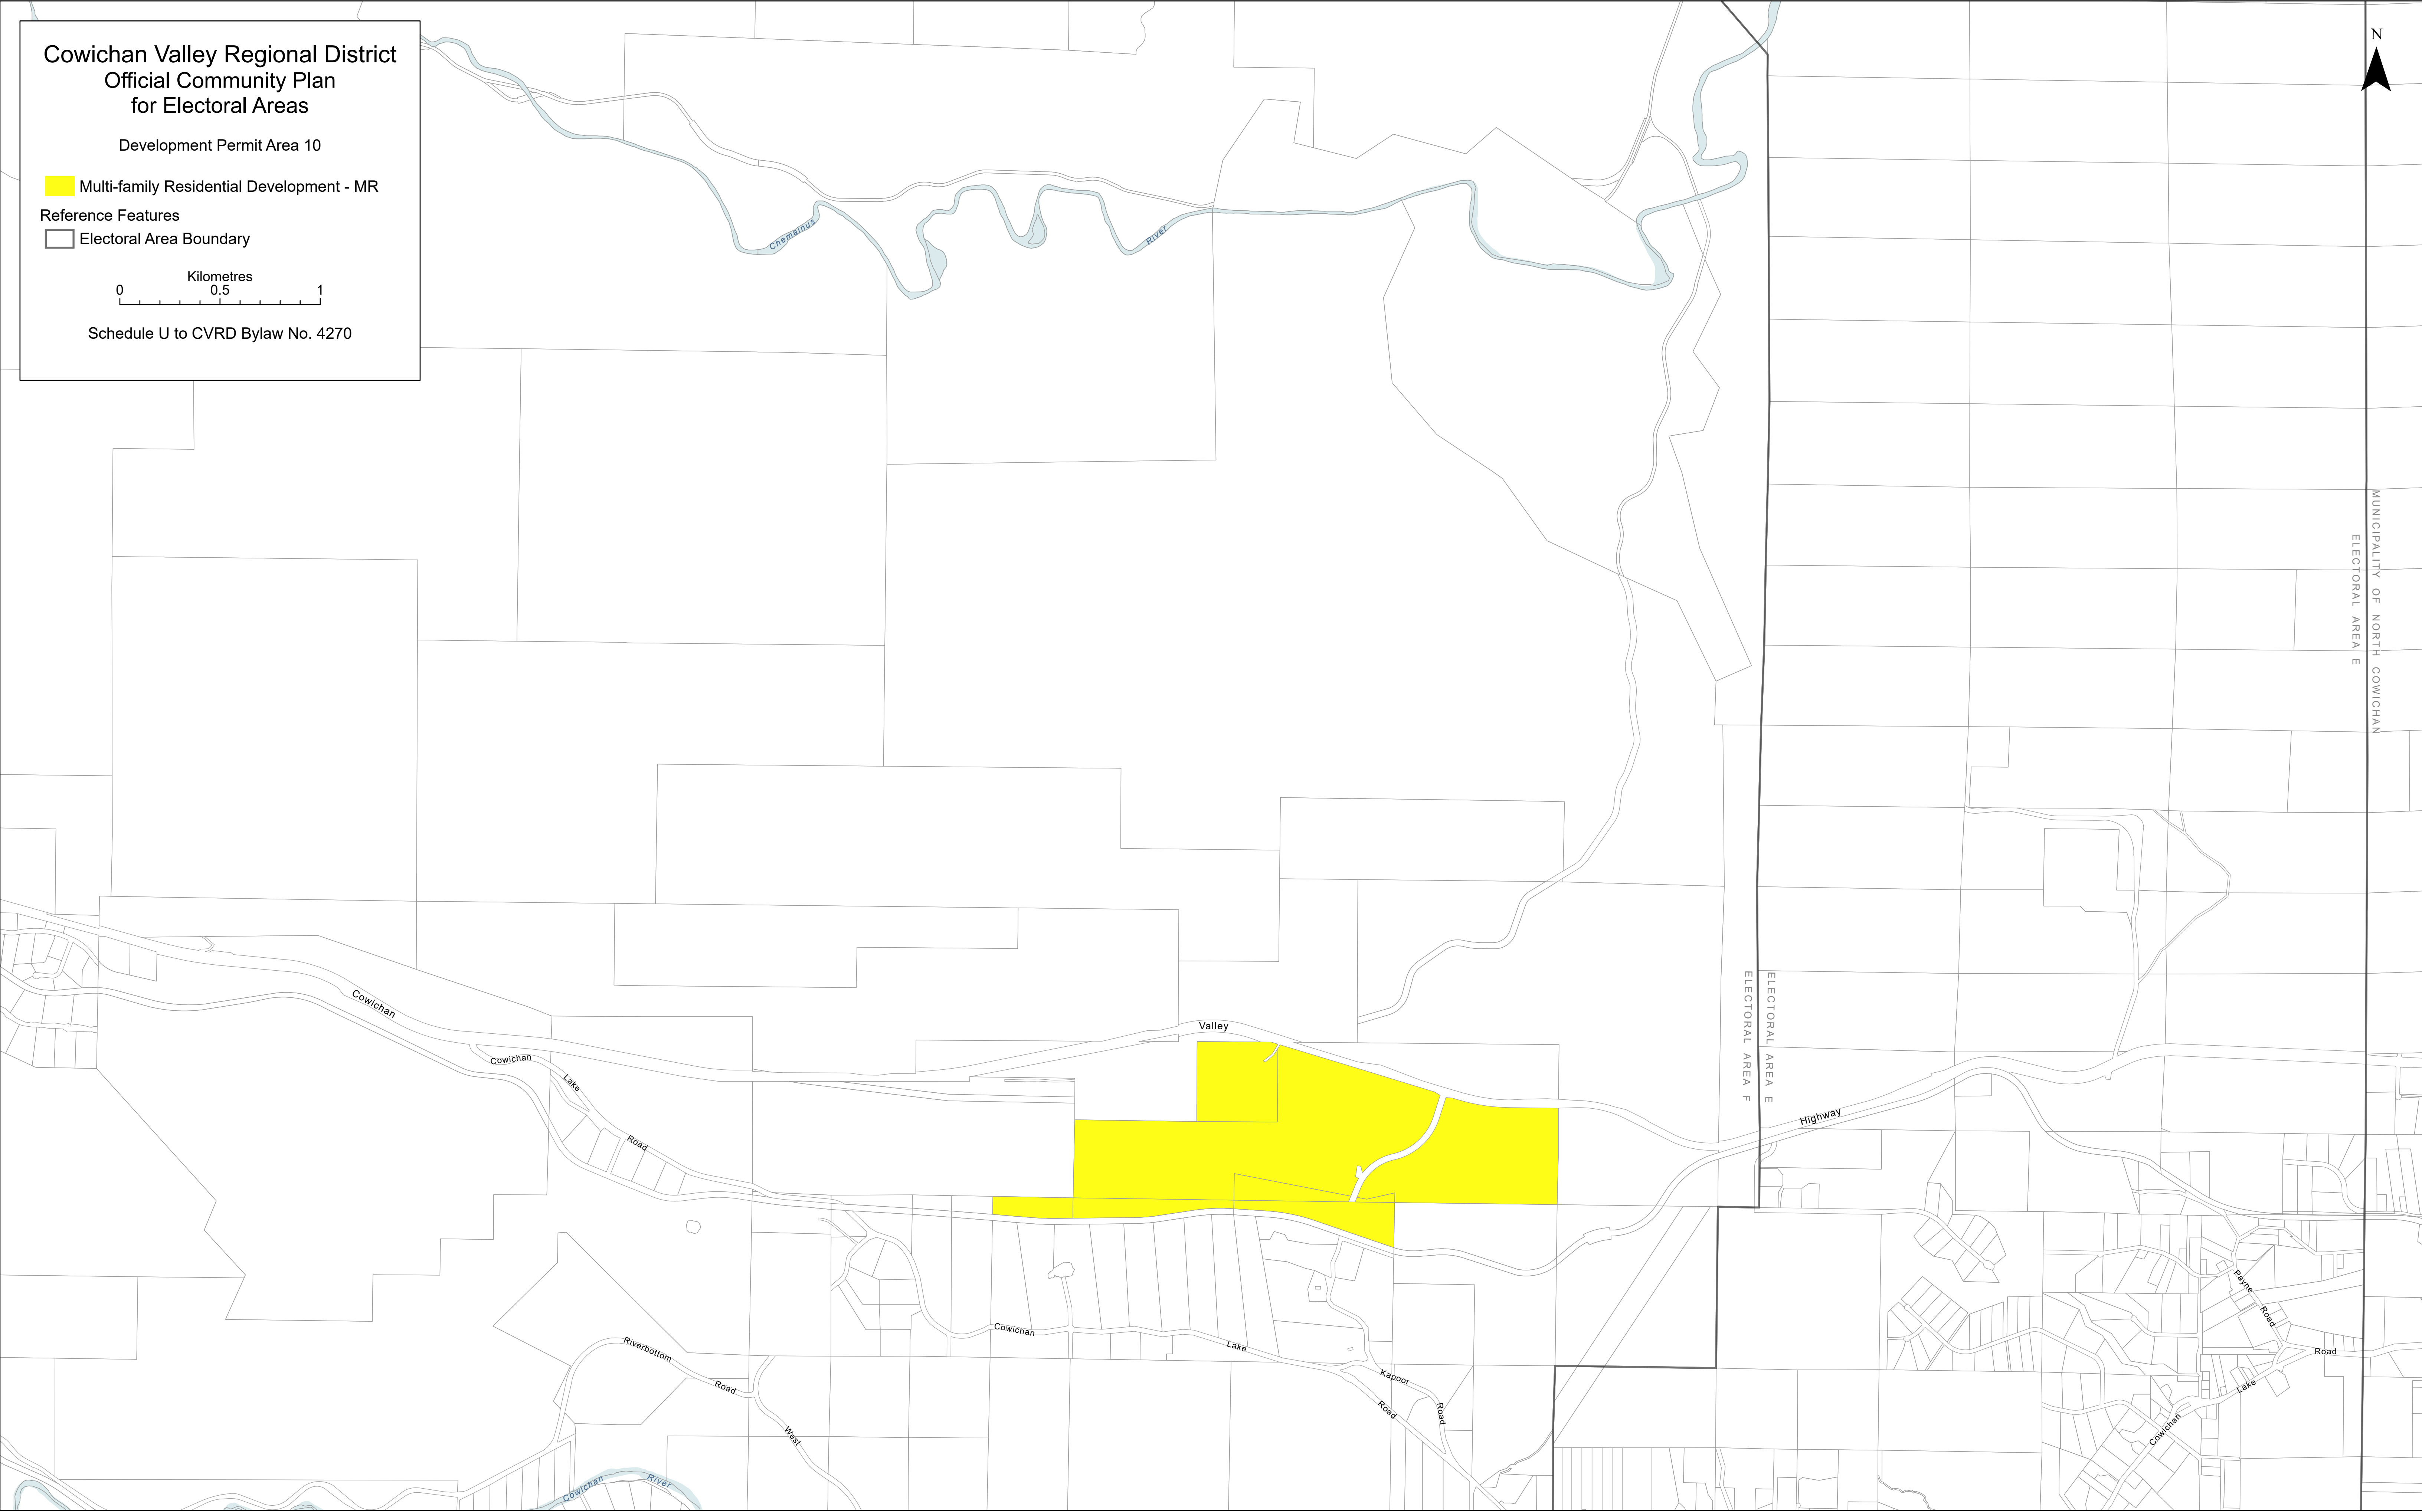 Cowichan Valley Regional District
Official Community Plan
for Electoral Areas
Development Permit Area 10
Multi-family Residential Development - MR
Reference Features
Electoral Area Boundary
Kilometres
0 0.5 1
Schedule U to CVRD Bylaw No. 4270
N
Chemainus
River
MUNICIPALITY OF NORTH COWICHAN
ELECTORAL AREA E
ELECTORAL AREA F
ELECTORAL AREA E
Cowichan
Valley
Highway
Cowichan
Lake
Road
Cowichan
Lake
Road
Kapoor
Road
Riverbottom
Road
West
Cowichan
River
Payne
Road
Road
Lake
Cowichan